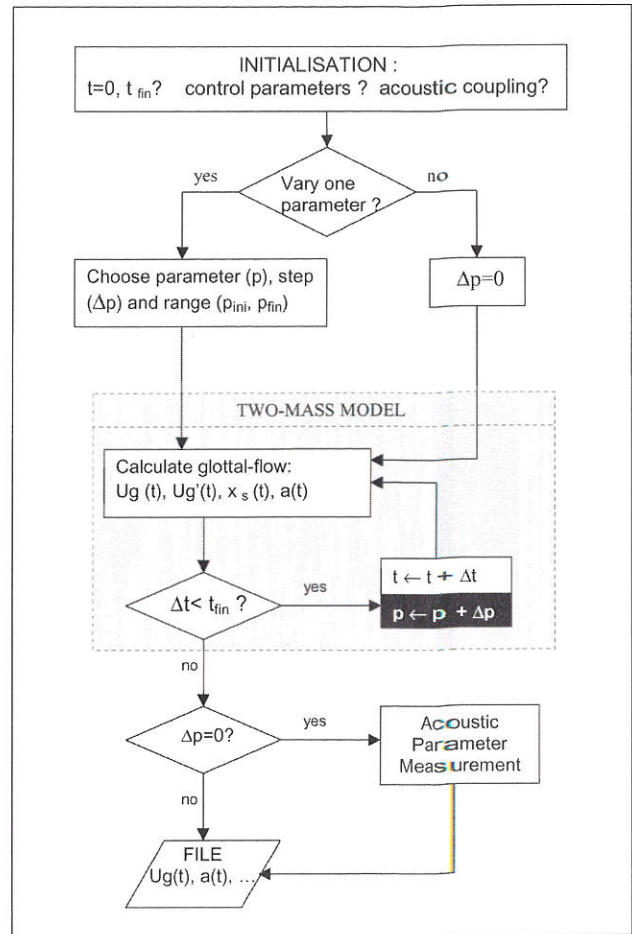 INITIALISATION :
t=0, t fin? control parameters ? acoustic coupling?
yes
no
Vary one
parameter ?
Choose parameter (p), step
(Δp) and range (pini, pfin)
Δp=0
TWO-MASS MODEL
Calculate glottal-flow:
Ug (t), Ug'(t), x s (t), a(t)
t ← t + Δt
p ← p + Δp
Δt< tfin ?
yes
no
Δp=0?
yes
Acoustic
Parameter
Measurement
no
FILE
Ug(t), a(t), ...